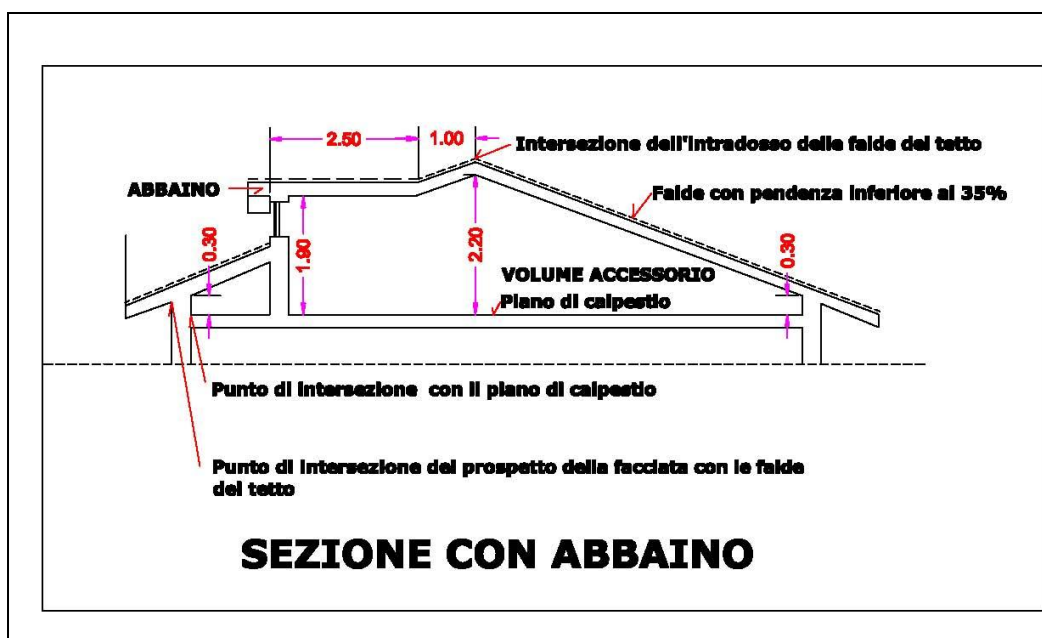 2.50
1.00
Intersezione dell'intradosso delle falde del tetto
ABBAINO
Falde con pendenza inferiore al 35%
0.30
1.90
2.20
0.30
VOLUME ACCESSORIO
Piano di calpestio
Punto di intersezione con il piano di calpestio
Punto di intersezione del prospetto della facciata con le falde
del tetto
SEZIONE CON ABBAINO